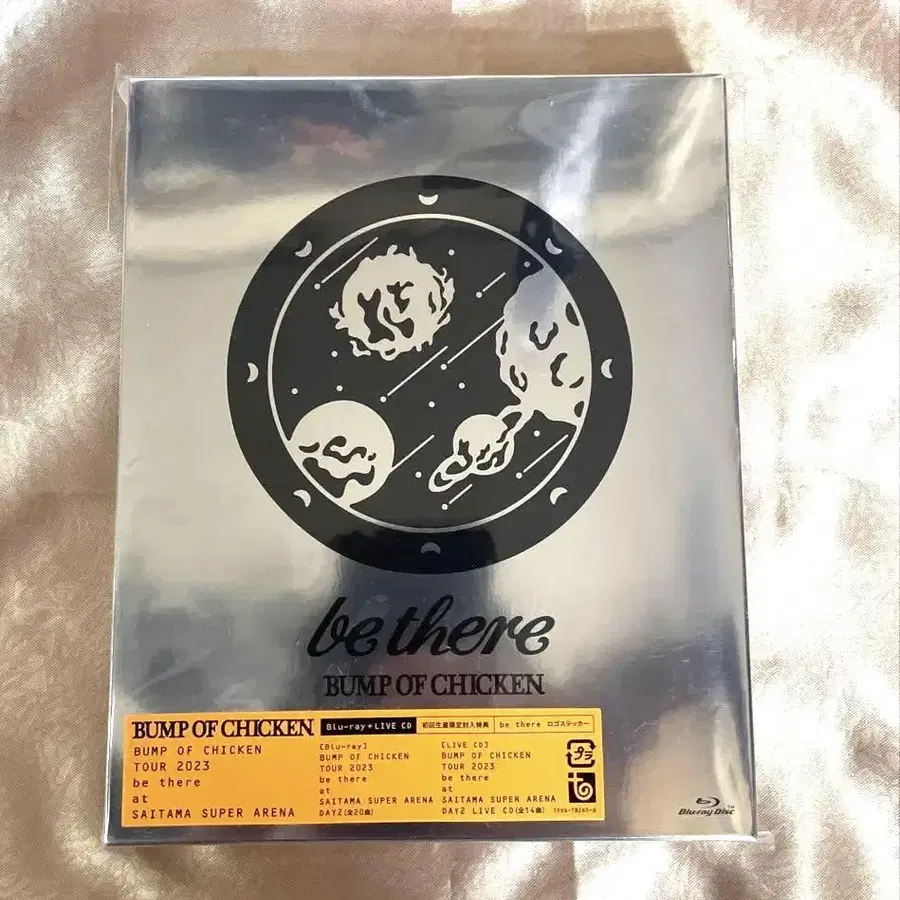 be there
BUMP OF CHICKEN
BUMP OF CHICKEN
Blu-ray+LIVE CD
初回生産限定封入特典
be there ロゴステッカー
BUMP OF CHICKEN
TOUR 2023
be there
at
SAITAMA SUPER ARENA
[Blu-ray]
BUMP OF CHICKEN
TOUR 2023
be there
at
SAITAMA SUPER ARENA
DAY2(全20曲)
[LIVE CD]
BUMP OF CHICKEN
TOUR 2023
be there
at
SAITAMA SUPER ARENA
DAY2 LIVE CD(全14曲)
プラ
Blu-ray Disc™